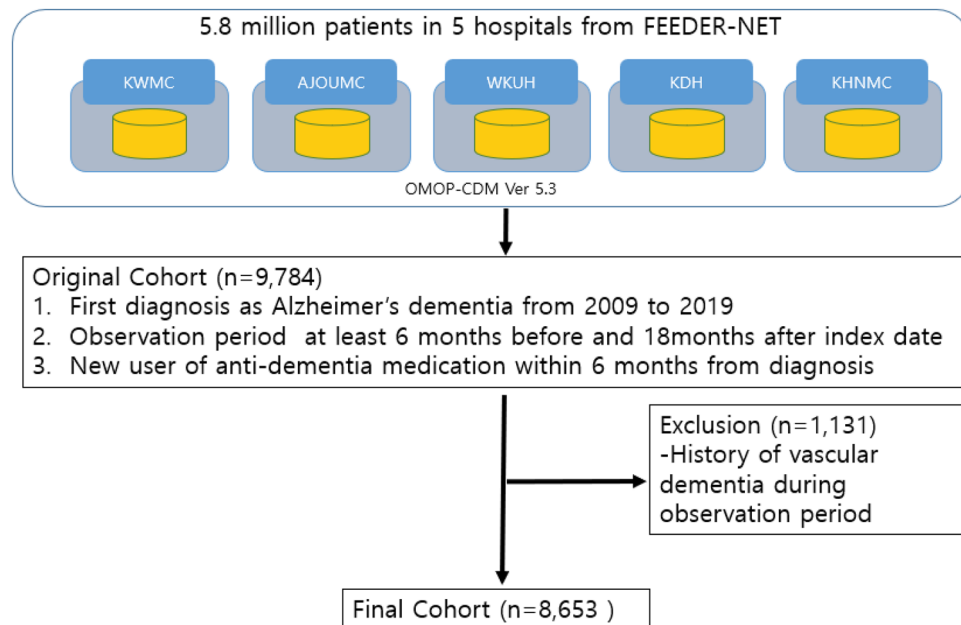 5.8 million patients in 5 hospitals from FEEDER-NET
KWMC
AJOUMC
WKUH
KDH
KHNMC
OMOP-CDM Ver 5.3
Original Cohort (n=9,784)
1. First diagnosis as Alzheimer's dementia from 2009 to 2019
2. Observation period at least 6 months before and 18months after index date
3. New user of anti-dementia medication within 6 months from diagnosis
Exclusion (n=1,131)
-History of vascular
dementia during
observation period
Final Cohort (n=8,653 )